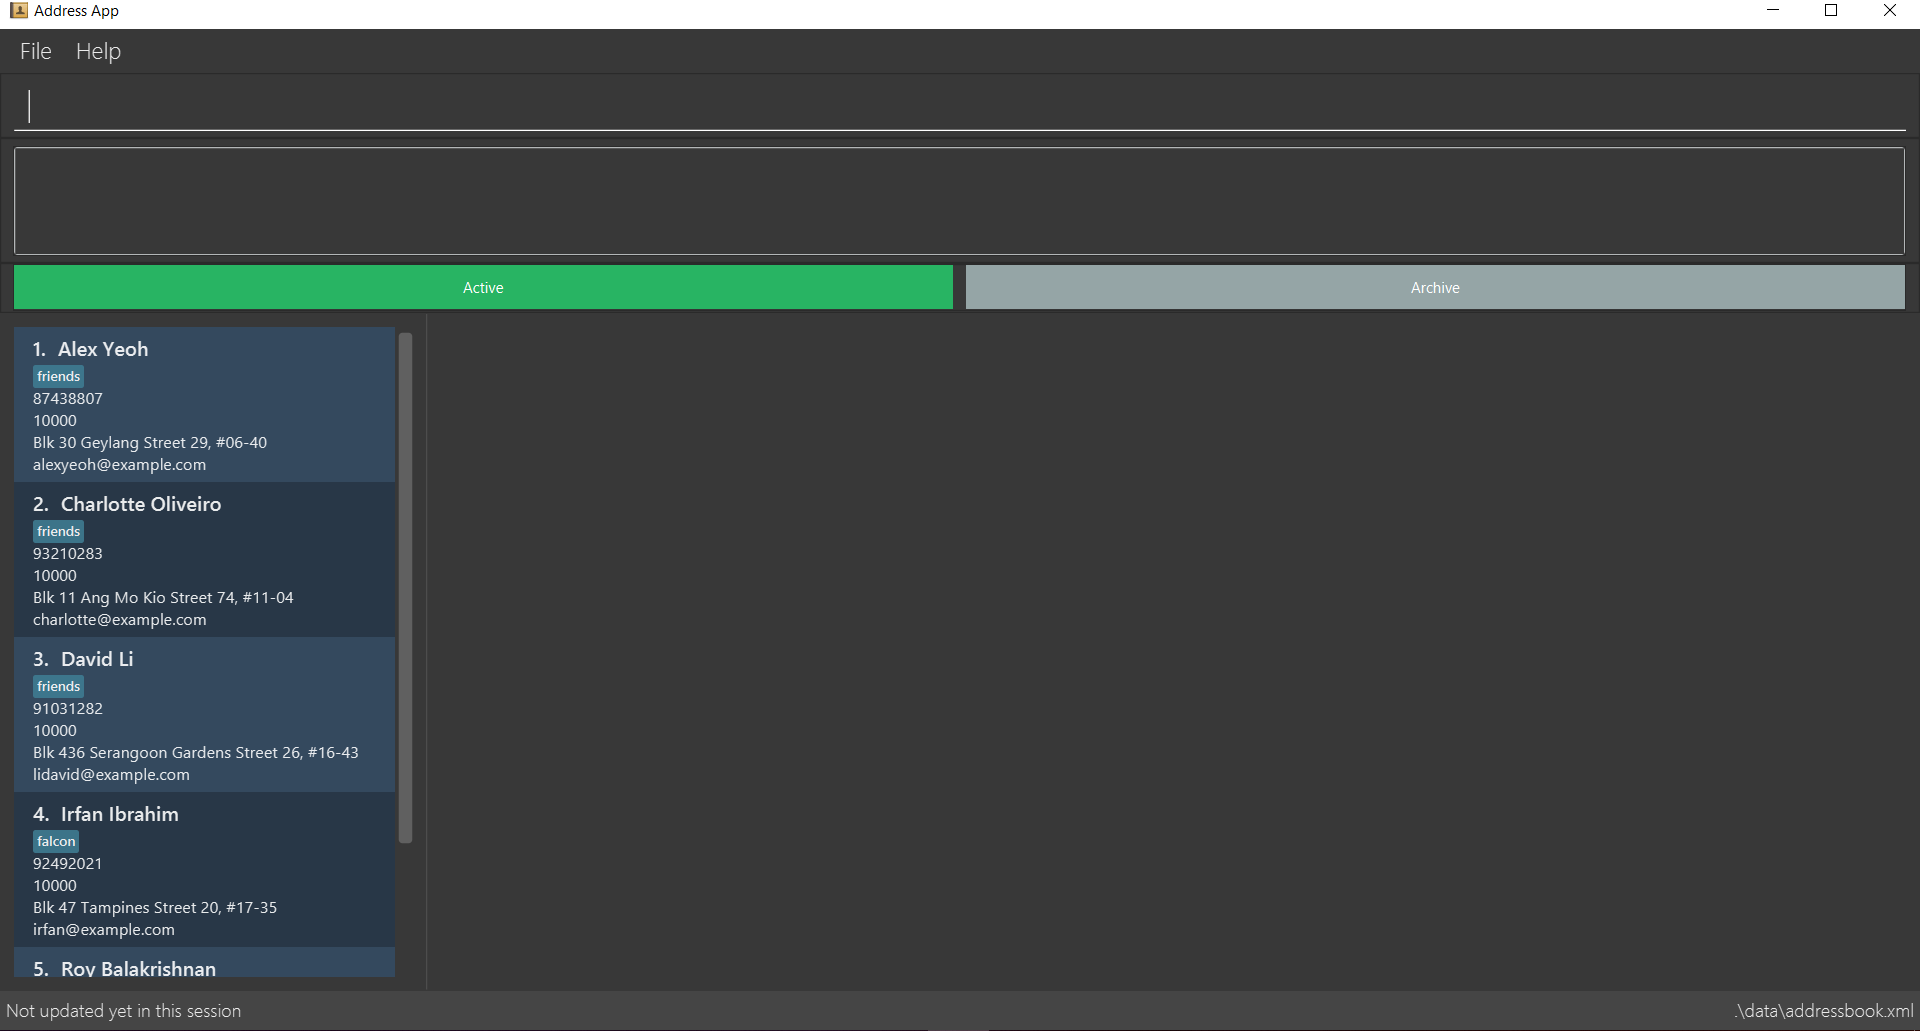 Address App
File Help
Active Archive
1. Alex Yeoh
friends
87438807
10000
Blk 30 Geylang Street 29, #06-40
alexyeoh@example.com
2. Charlotte Oliveiro
friends
93210283
10000
Blk 11 Ang Mo Kio Street 74, #11-04
charlotte@example.com
3. David Li
friends
91031282
10000
Blk 436 Serangoon Gardens Street 26, #16-43
lidavid@example.com
4. Irfan Ibrahim
falcon
92492021
10000
Blk 47 Tampines Street 20, #17-35
irfan@example.com
5. Roy Balakrishnan
Not updated yet in this session .\data\addressbook.xml